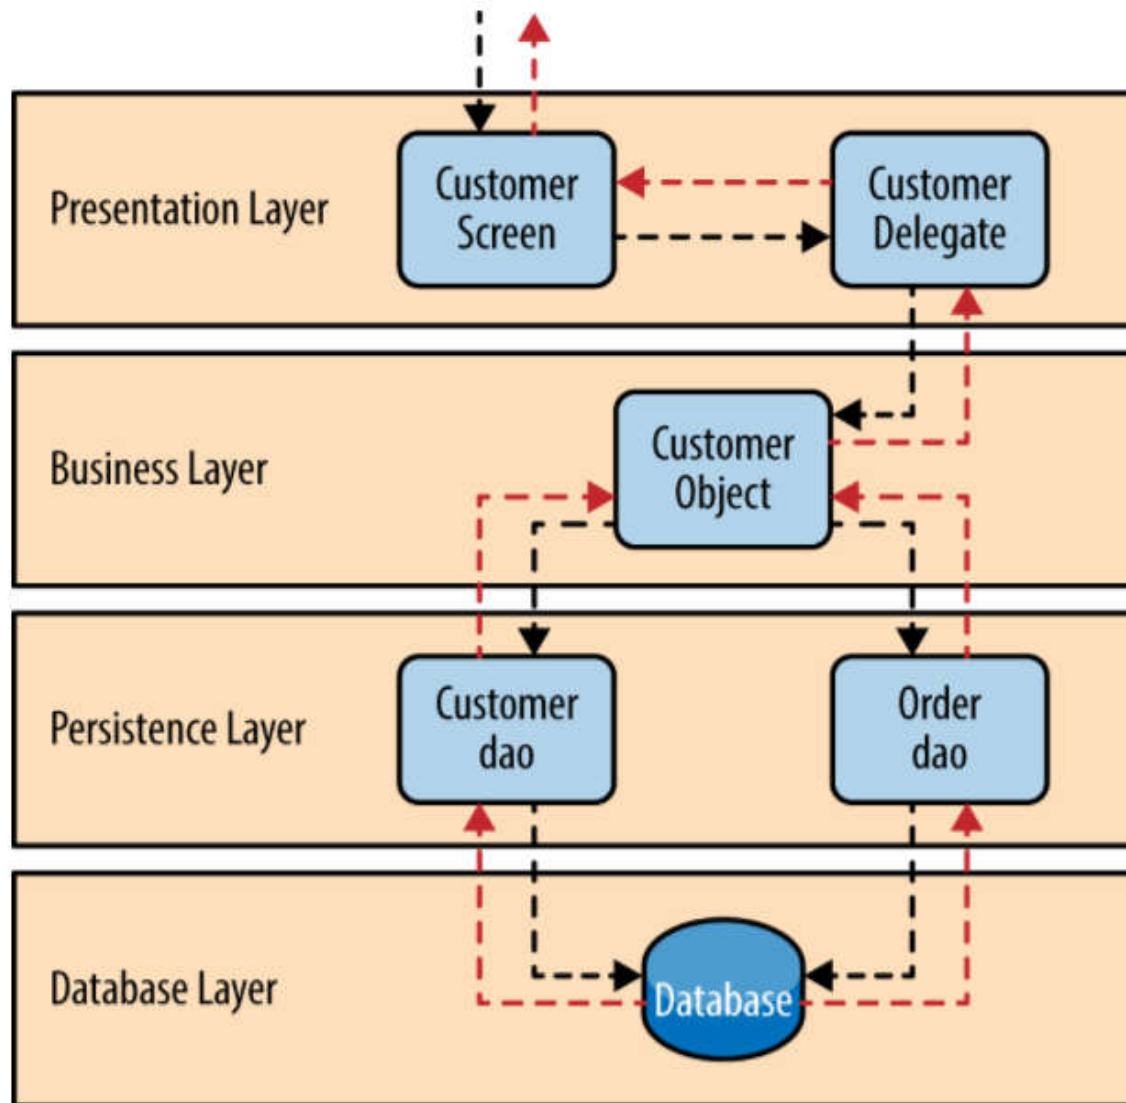 Presentation Layer
Customer
Screen
Customer
Delegate
Business Layer
Customer
Object
Persistence Layer
Customer
dao
Order
dao
Database Layer
Database